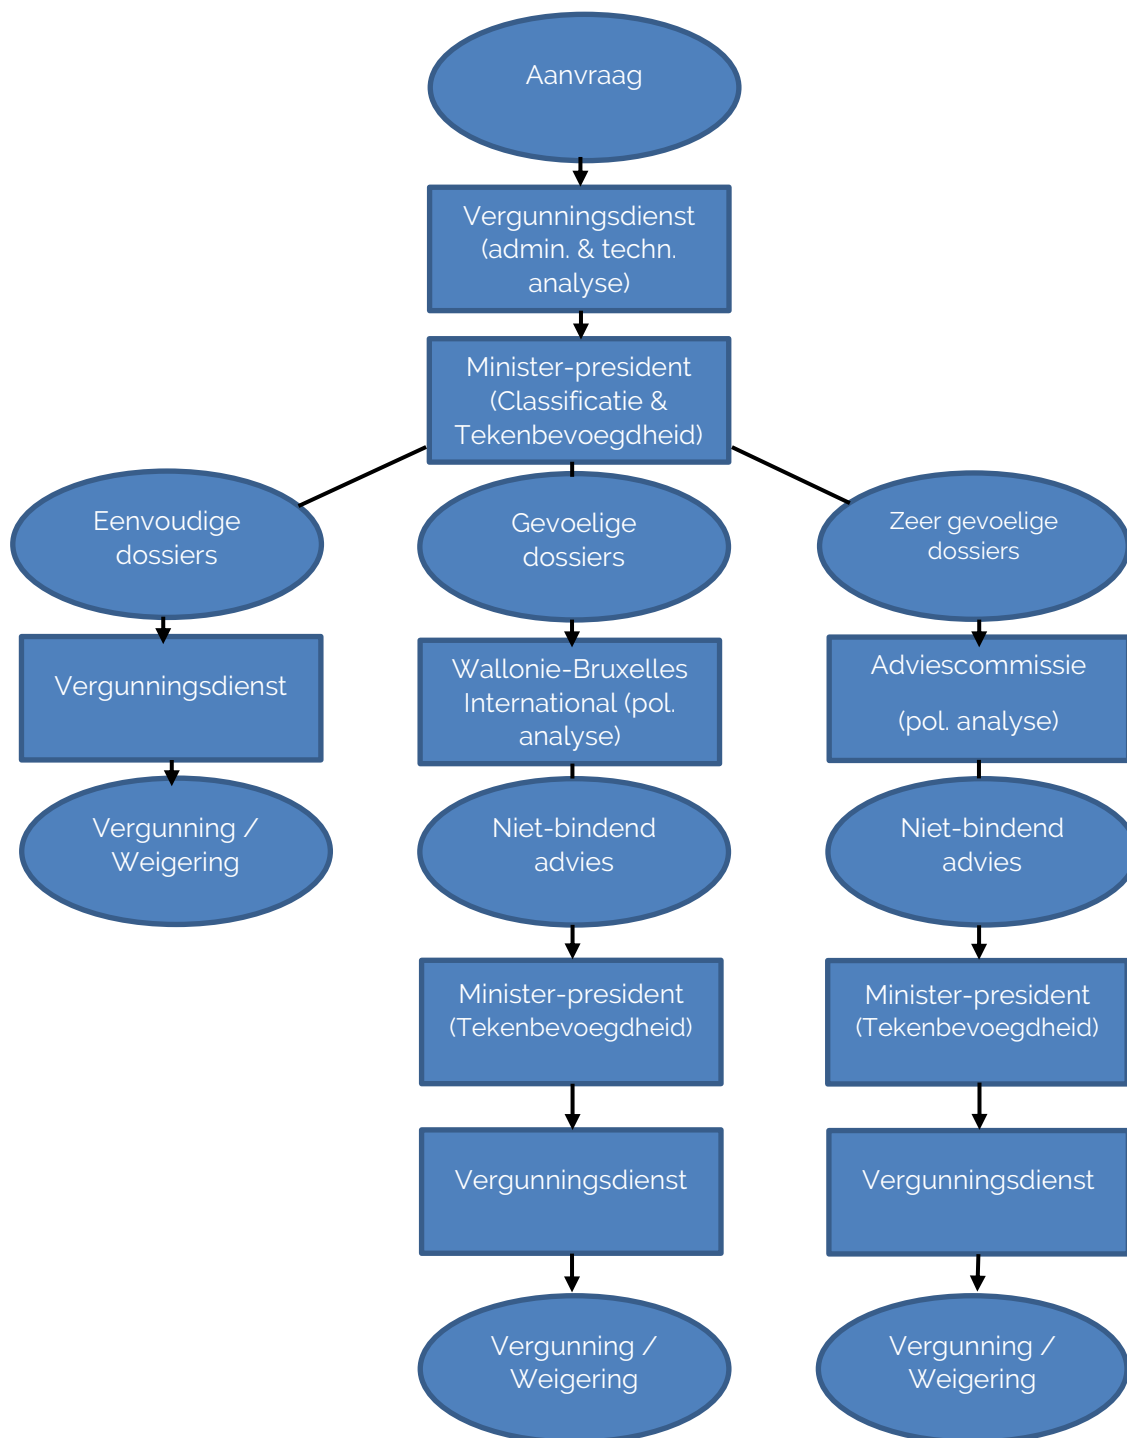 Aanvraag
Vergunningsdienst
(admin. & techn.
analyse)
Minister-president
(Classificatie &
Tekenbevoegdheid)
Eenvoudige
dossiers
Gevoelige
dossiers
Zeer gevoelige
dossiers
Vergunningsdienst
Wallonie-Bruxelles
International (pol.
analyse)
Adviescommissie
(pol. analyse)
Vergunning /
Weigering
Niet-bindend
advies
Niet-bindend
advies
Minister-president
(Tekenbevoegdheid)
Minister-president
(Tekenbevoegdheid)
Vergunningsdienst
Vergunningsdienst
Vergunning /
Weigering
Vergunning /
Weigering